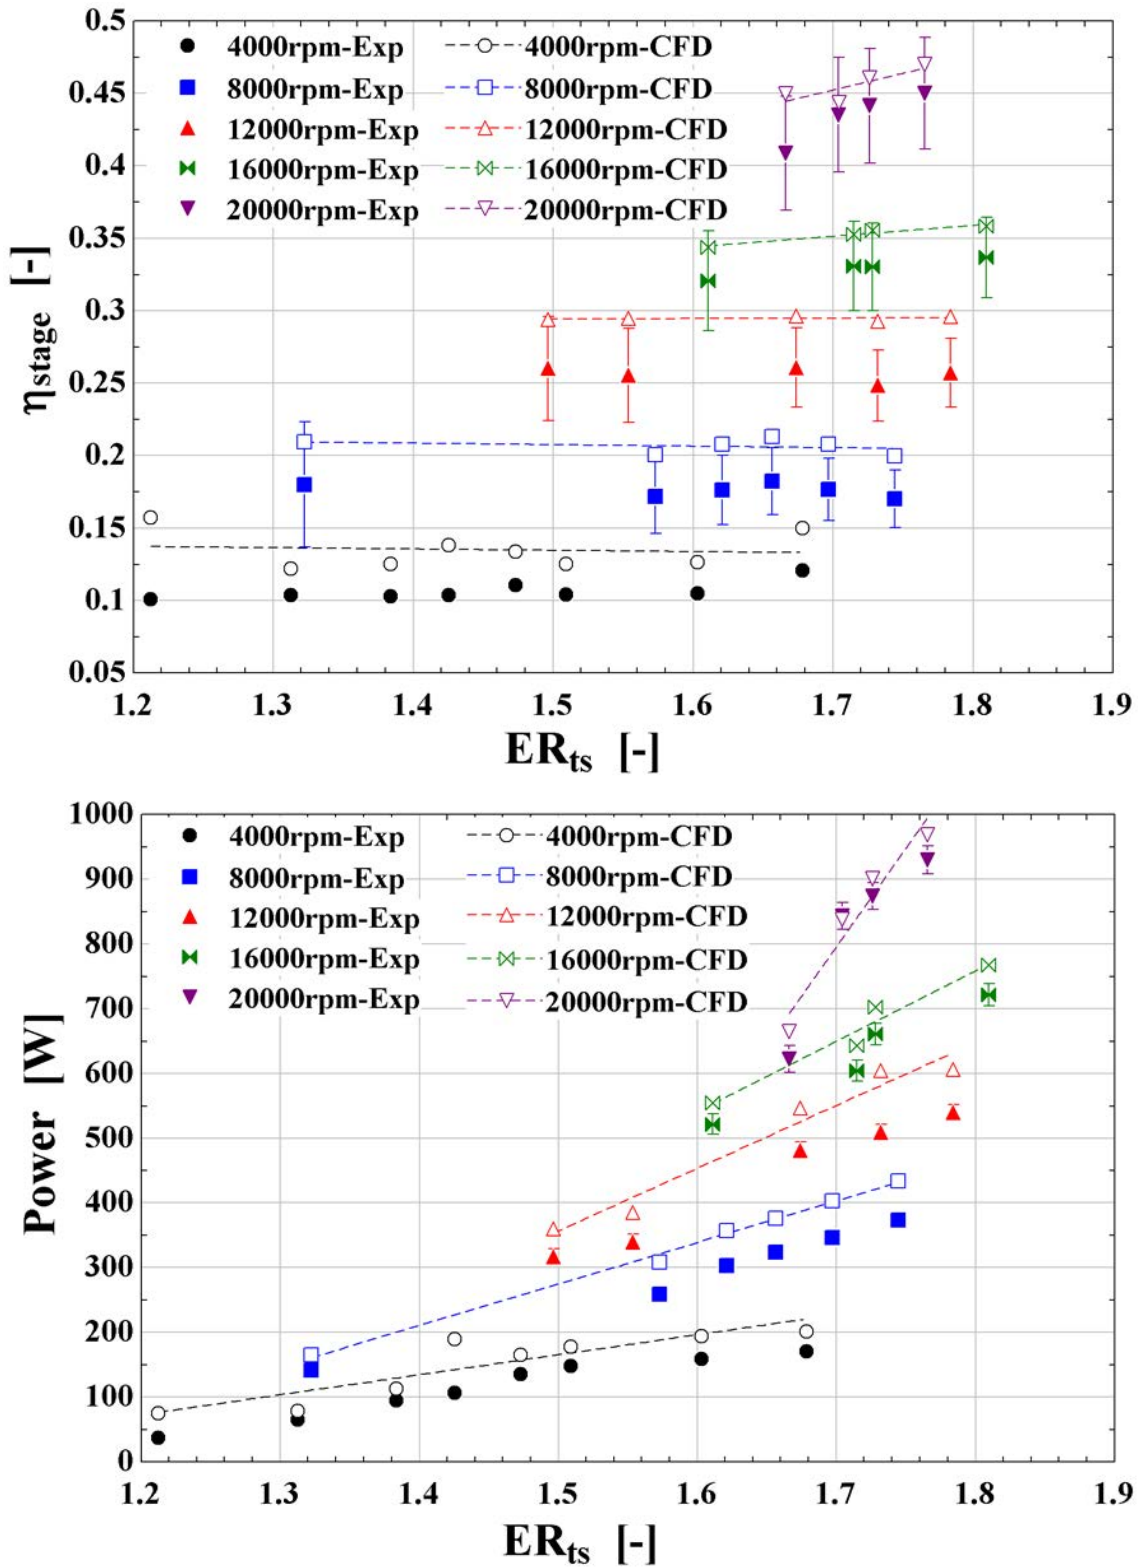 0.5
4000rpm-Exp 4000rpm-CFD
8000rpm-Exp 8000rpm-CFD
0.45
12000rpm-Exp 12000rpm-CFD
0.4
16000rpm-Exp 16000rpm-CFD
20000rpm-Exp 20000rpm-CFD
0.35
0.3
0.25
0.2
0.15
0.1
0.05
ηstage [-]
1.2 1.3 1.4 1.5 1.6 1.7 1.8 1.9
ERts [-]
1000
4000rpm-Exp 4000rpm-CFD
900
8000rpm-Exp 8000rpm-CFD
12000rpm-Exp 12000rpm-CFD
800
16000rpm-Exp 16000rpm-CFD
20000rpm-Exp 20000rpm-CFD
700
600
500
400
300
200
100
0
Power [W]
1.2 1.3 1.4 1.5 1.6 1.7 1.8 1.9
ERts [-]